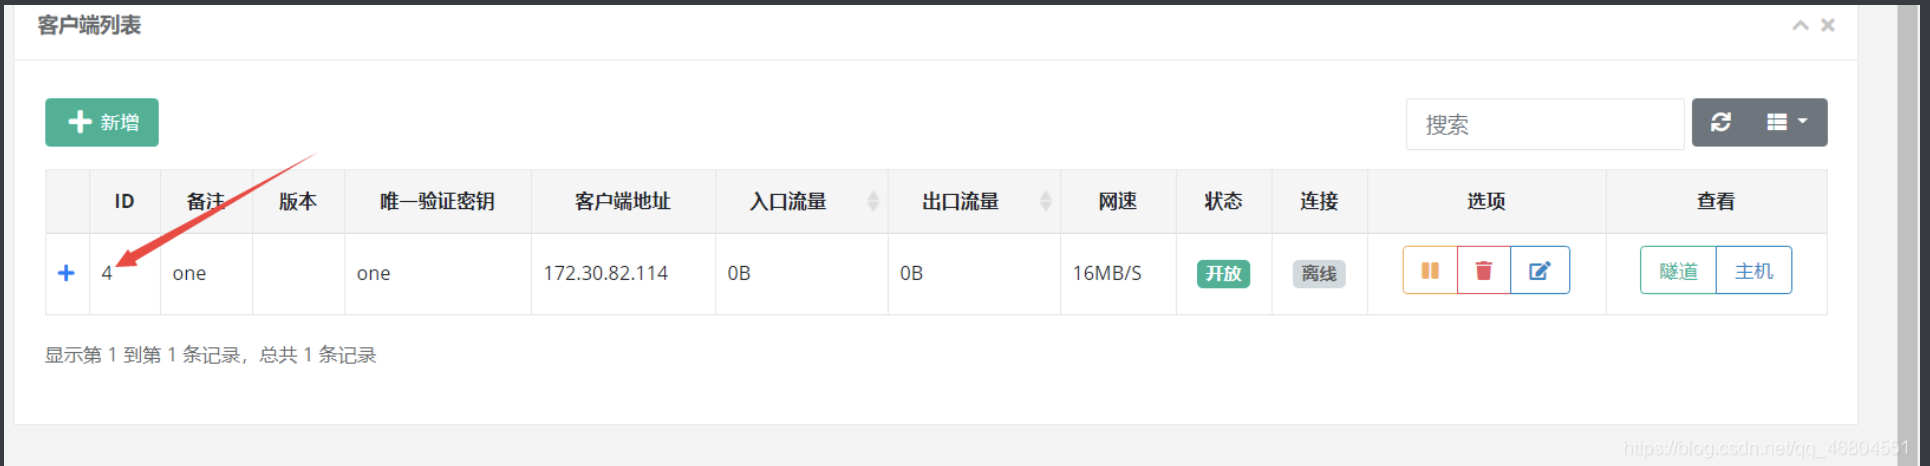 客户端列表
新增
搜索
ID 备注 版本 唯一验证密钥 客户端地址 入口流量 出口流量 网速 状态 连接 选项 查看
4 one one 172.30.82.114 0B 0B 16MB/S 开放 离线 隧道 主机
显示第 1 到第 1 条记录，总共 1 条记录
https://blog.csdn.net/qq_46804551